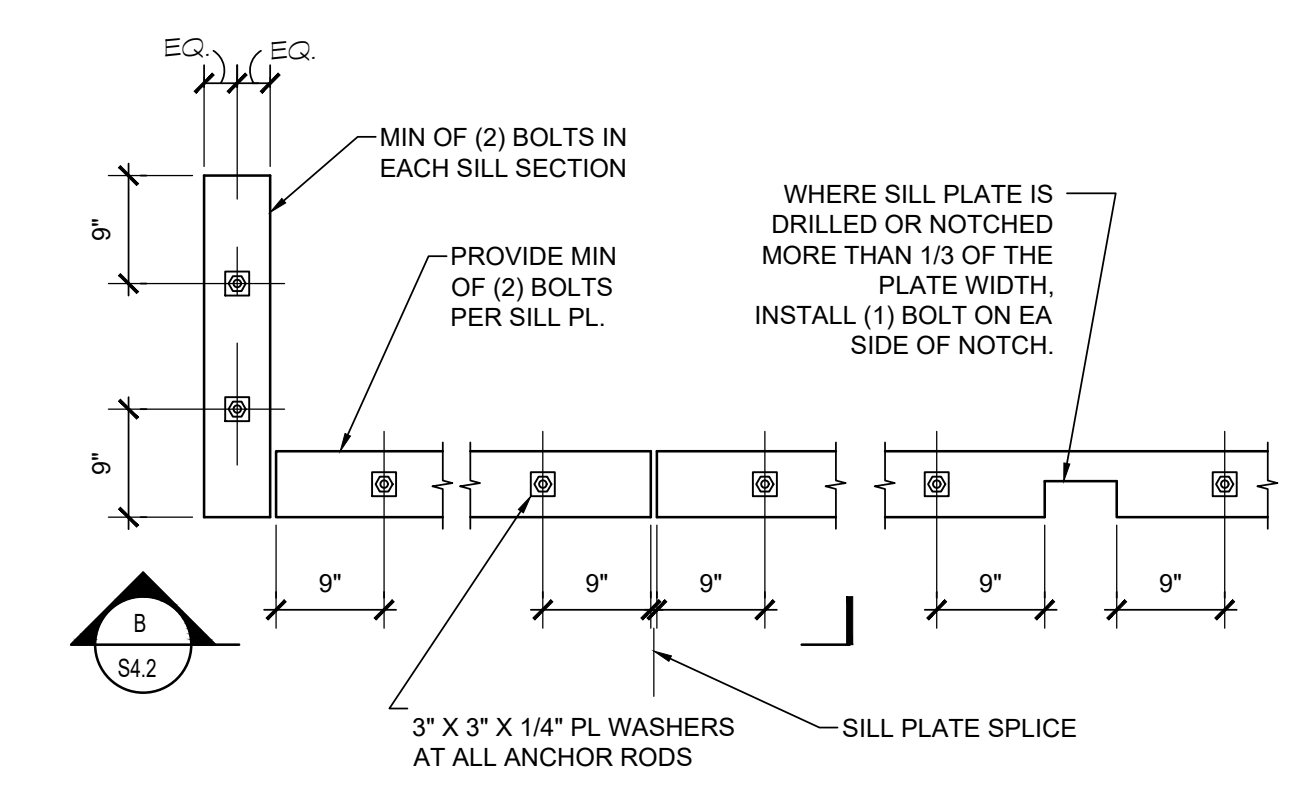 EQ. EQ.
MIN OF (2) BOLTS IN
EACH SILL SECTION
WHERE SILL PLATE IS
DRILLED OR NOTCHED
MORE THAN 1/3 OF THE
PLATE WIDTH,
INSTALL (1) BOLT ON EA
SIDE OF NOTCH.
9"
PROVIDE MIN
OF (2) BOLTS
PER SILL PL.
9"
9" 9" 9" 9" 9"
B
S4.2
3" X 3" X 1/4" PL WASHERS
AT ALL ANCHOR RODS
SILL PLATE SPLICE